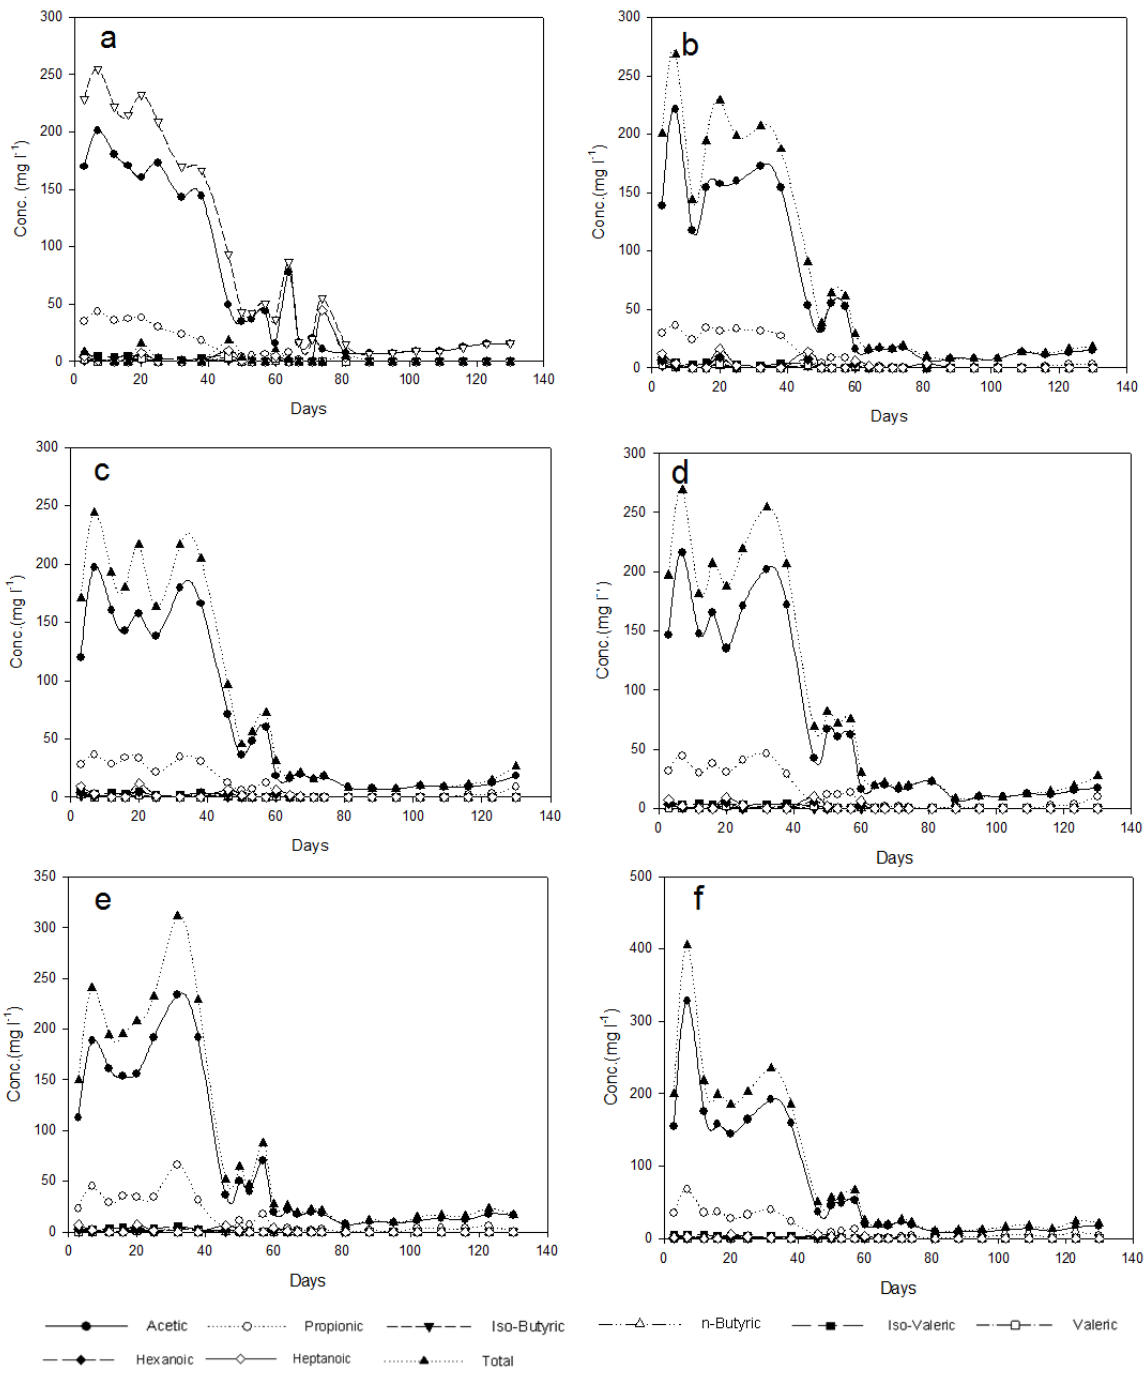 a
300
250
200
150
100
50
0
Conc. (mg l-1)
0 20 40 60 80 100 120 140
Days
b
300
250
200
150
100
50
0
Conc.(mg l-1)
0 20 40 60 80 100 120 140
Days
c
300
250
200
150
100
50
0
Conc.(mg l-1)
0 20 40 60 80 100 120 140
Days
d
300
250
200
150
100
50
0
Conc.(mg l-1)
0 20 40 60 80 100 120 140
Days
e
350
300
250
200
150
100
50
0
Conc.(mg l-1)
0 20 40 60 80 100 120 140
Days
f
500
400
300
200
100
0
Conc.(mg l-1)
0 20 40 60 80 100 120 140
Days
Acetic Propionic Iso-Butyric n-Butyric Iso-Valeric Valeric
Hexanoic Heptanoic Total